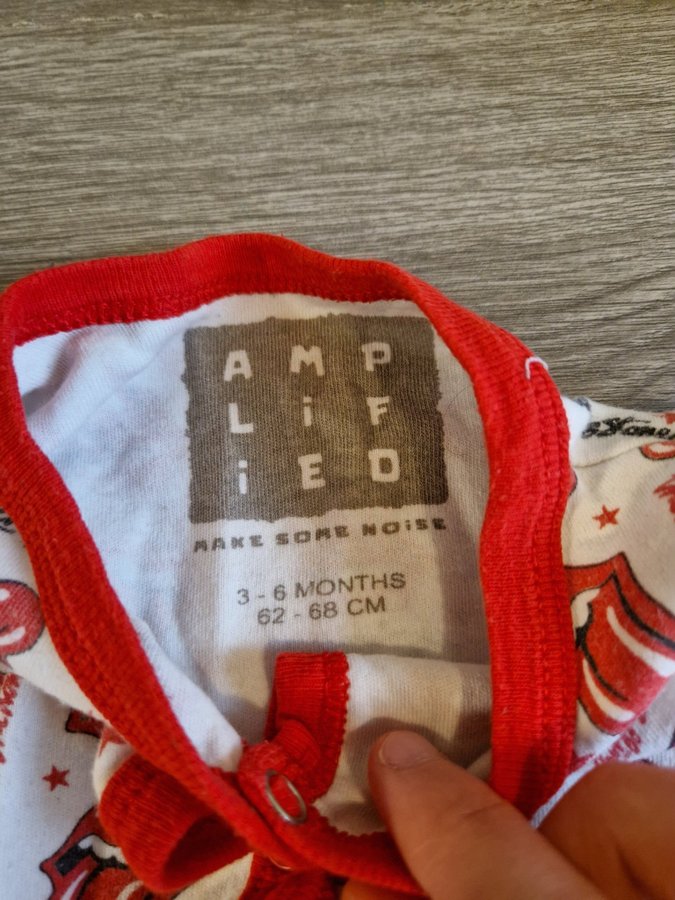 AMP
LiF
iED
MAKE SOME NOiSE
3 - 6 MONTHS
62 - 68 CM